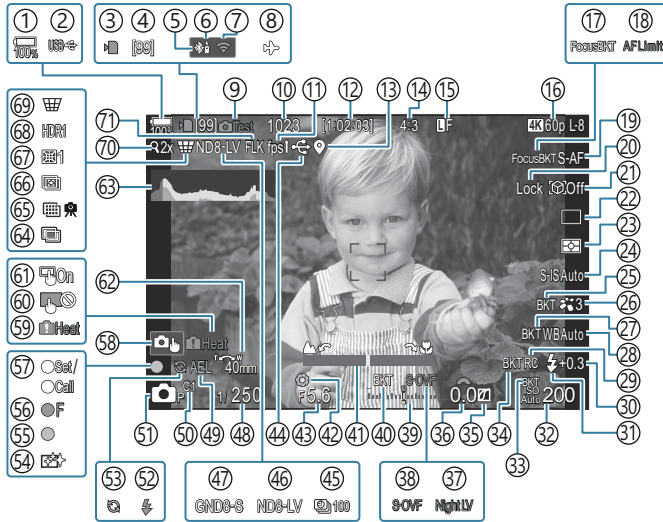 ① ② ③ ④ ⑤ ⑥ ⑦ ⑧ ⑰ ⑱
100% USB [99] FocusBKT AFLimit
⑨ ⑩ ⑪ ⑫ ⑬ ⑭ ⑮ ⑯
100% [99] Test 1023 [1:02:03] 4:3 LF 4K 60p L-8
69 71 ⑲
68 HDR1 70 2x ND8-LV FLK fps1 FocusBKT S-AF ⑳
67 1 Lock Off 21
66 63 22
65 23
64 S-IS Auto 24
61 On 62 25
60 BKT 3 26
59 Heat Heat BKT WBAuto 27
58 T W 40mm 28
57 Set/ Call AEL BKT RC +0.3 29
56 F C1 P 1/250 F5.6 BKT S-OVF 0.0 BKT ISO Auto 200 30
55 51 50 49 48 44 43 42 41 40 39 36 35 34 33 32 31
54
53 52 47 46 45 38 37
GND8-S ND8-LV 100 S-OVF Night LV